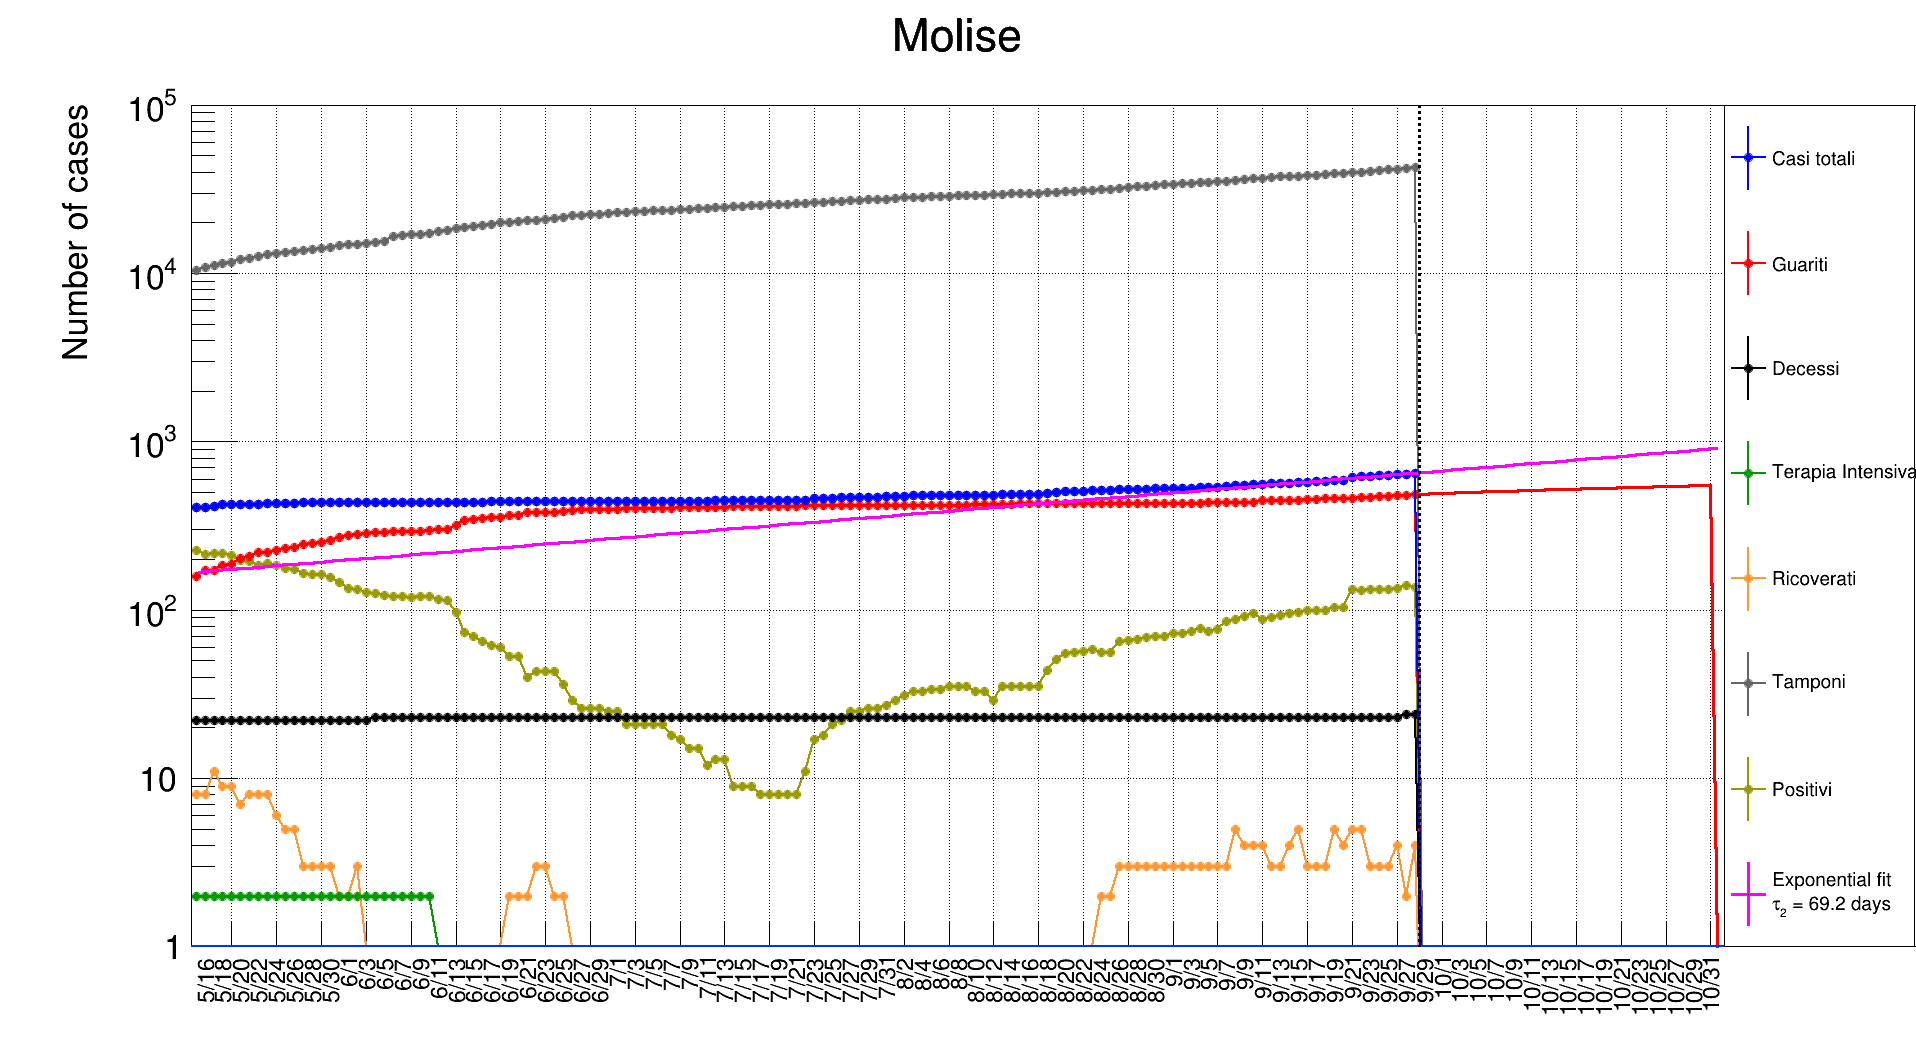 Molise
Number of cases
10^5
10^4
10^3
10^2
10
1
5/16 5/18 5/20 5/22 5/24 5/26 5/28 5/30 6/1 6/3 6/5 6/7 6/9 6/11 6/13 6/15 6/17 6/19 6/21 6/23 6/25 6/27 6/29 7/1 7/3 7/5 7/7 7/9 7/11 7/13 7/15 7/17 7/19 7/21 7/23 7/25 7/27 7/29 7/31 8/2 8/4 8/6 8/8 8/10 8/12 8/14 8/16 8/18 8/20 8/22 8/24 8/26 8/28 8/30 9/1 9/3 9/5 9/7 9/9 9/11 9/13 9/15 9/17 9/19 9/21 9/23 9/25 9/27 9/29 10/1 10/3 10/5 10/7 10/9 10/11 10/13 10/15 10/17 10/19 10/21 10/23 10/25 10/27 10/29 10/31
Casi totali
Guariti
Decessi
Terapia Intensiva
Ricoverati
Tamponi
Positivi
Exponential fit
τ₂ = 69.2 days